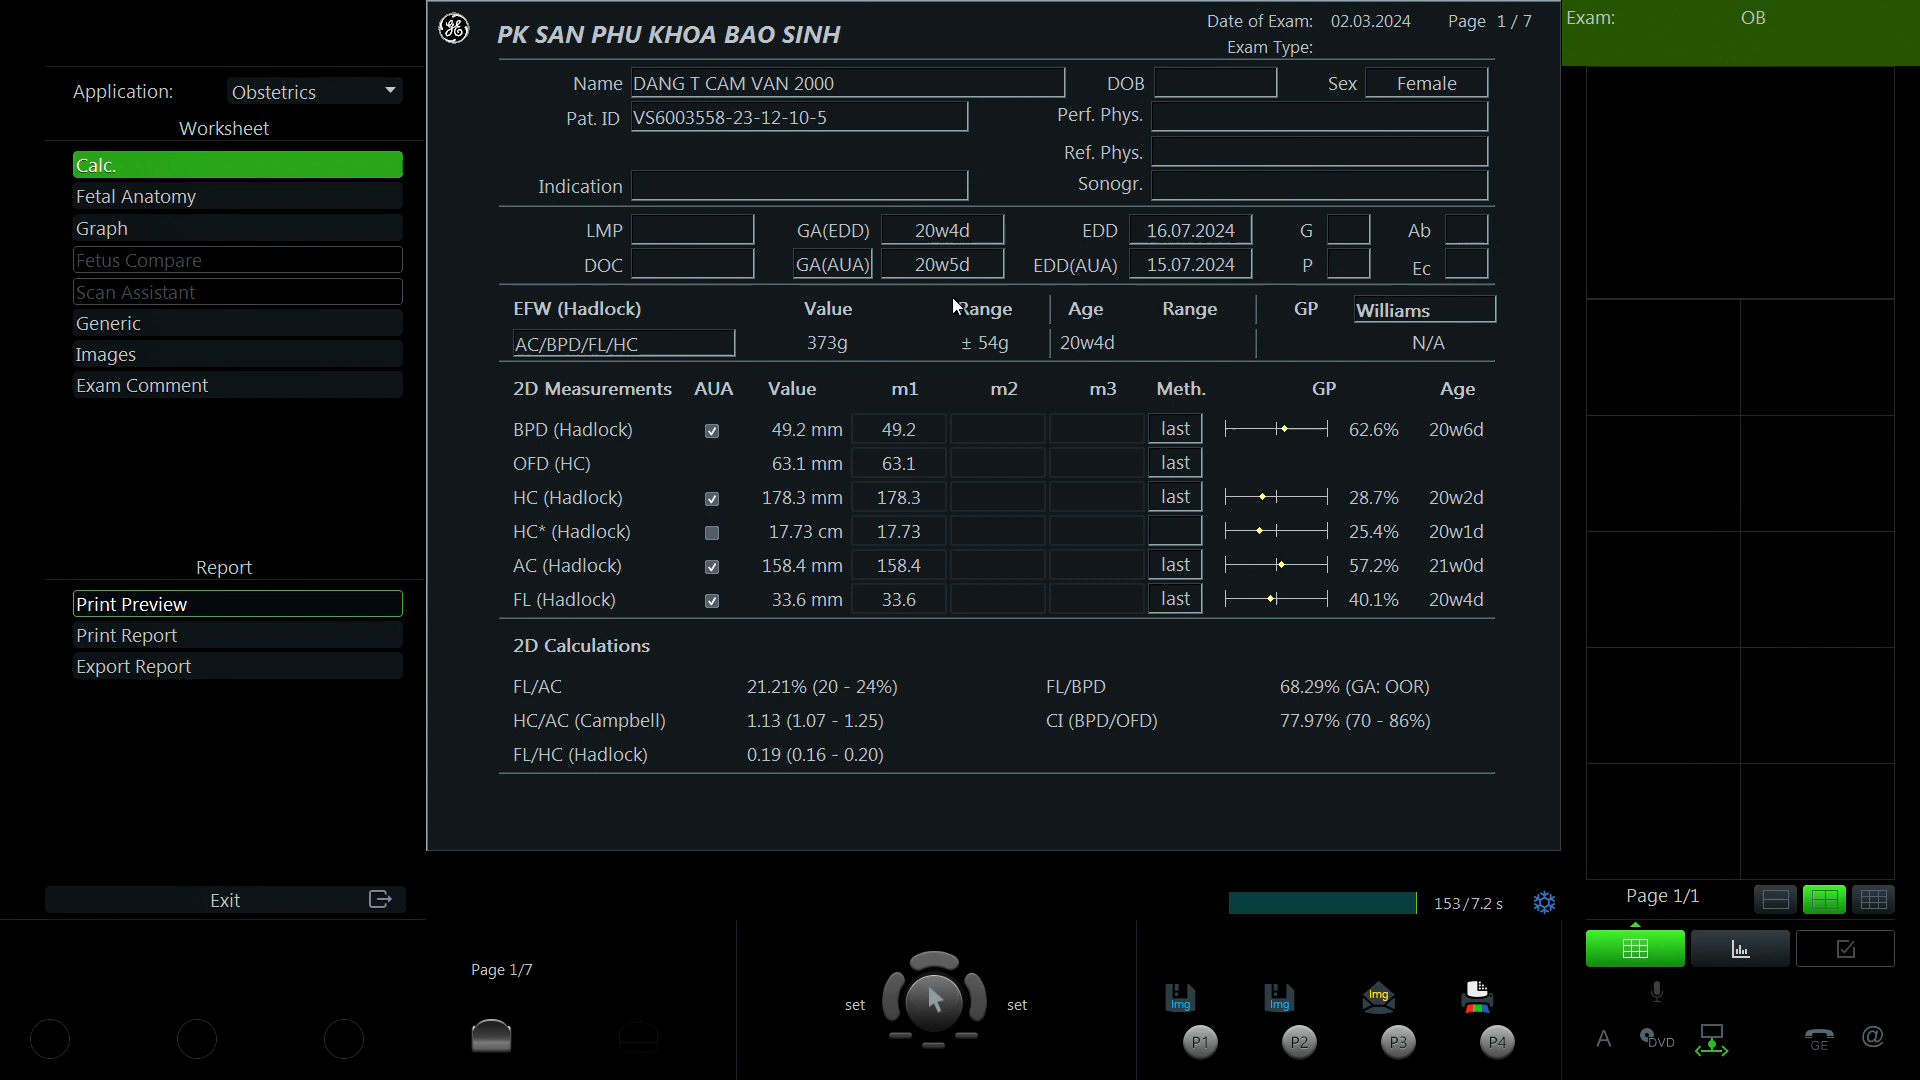 PK SAN PHU KHOA BAO SINH
Date of Exam: 02.03.2024 Page 1 / 7
Exam Type:
Exam: OB
Application: Obstetrics
Worksheet
Calc.
Fetal Anatomy
Graph
Fetus Compare
Scan Assistant
Generic
Images
Exam Comment
Report
Print Preview
Print Report
Export Report
Exit
Name DANG T CAM VAN 2000 DOB Sex Female
Pat. ID VS6003558-23-12-10-5 Perf. Phys.
Ref. Phys.
Indication Sonogr.
LMP GA(EDD) 20w4d EDD 16.07.2024 G Ab
DOC GA(AUA) 20w5d EDD(AUA) 15.07.2024 P Ec
EFW (Hadlock) Value Range Age Range GP Williams
AC/BPD/FL/HC 373g ± 54g 20w4d N/A
2D Measurements AUA Value m1 m2 m3 Meth. GP Age
BPD (Hadlock) 49.2 mm 49.2 last 62.6% 20w6d
OFD (HC) 63.1 mm 63.1 last
HC (Hadlock) 178.3 mm 178.3 last 28.7% 20w2d
HC* (Hadlock) 17.73 cm 17.73 25.4% 20w1d
AC (Hadlock) 158.4 mm 158.4 last 57.2% 21w0d
FL (Hadlock) 33.6 mm 33.6 last 40.1% 20w4d
2D Calculations
FL/AC 21.21% (20 - 24%) FL/BPD 68.29% (GA: OOR)
HC/AC (Campbell) 1.13 (1.07 - 1.25) CI (BPD/OFD) 77.97% (70 - 86%)
FL/HC (Hadlock) 0.19 (0.16 - 0.20)
153/7.2 s
Page 1/1
Page 1/7
set set
Img Img Img
P1 P2 P3 P4
A DVD GE @